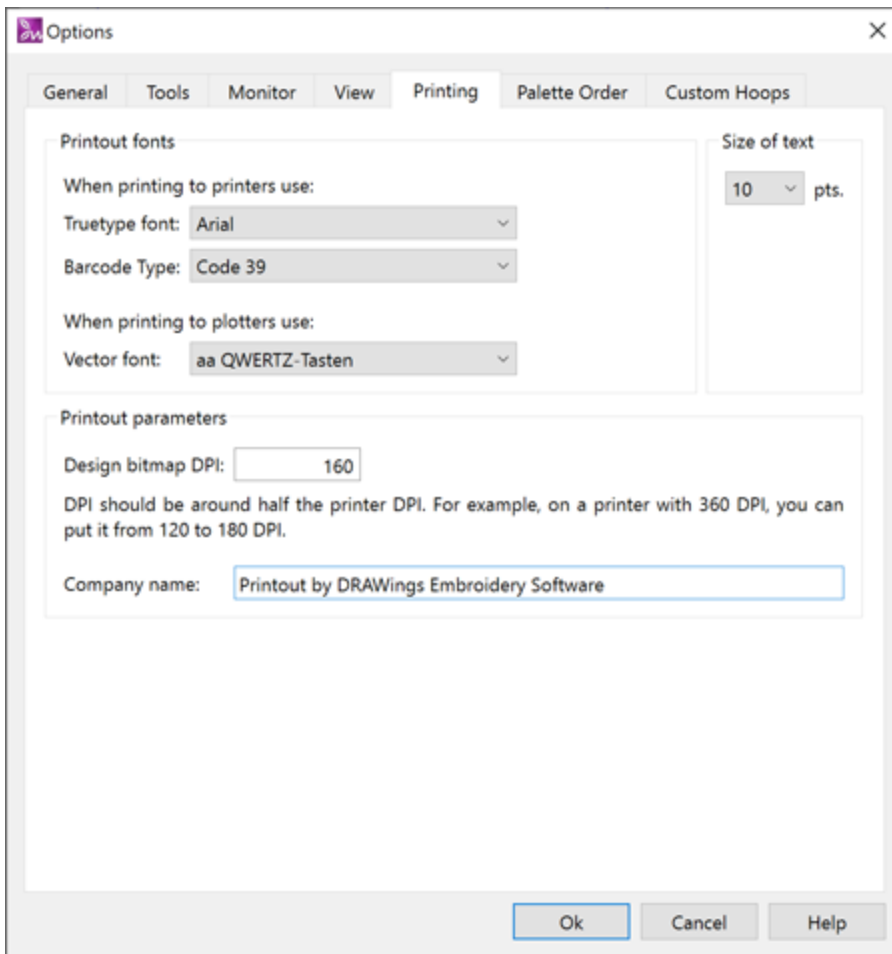 Options
General Tools Monitor View Printing Palette Order Custom Hoops
Printout fonts
When printing to printers use:
Truetype font: Arial
Barcode Type: Code 39
When printing to plotters use:
Vector font: aa QWERTZ-Tasten
Size of text
10 pts.
Printout parameters
Design bitmap DPI: 160
DPI should be around half the printer DPI. For example, on a printer with 360 DPI, you can
put it from 120 to 180 DPI.
Company name: Printout by DRAWings Embroidery Software
Ok Cancel Help